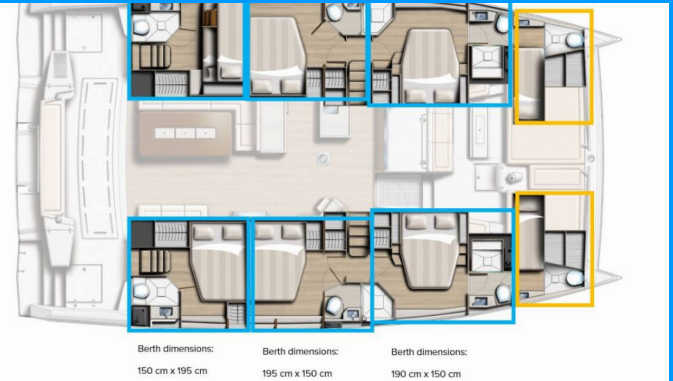 Berth dimensions:
150 cm x 195 cm
Berth dimensions:
195 cm x 150 cm
Berth dimensions:
190 cm x 150 cm